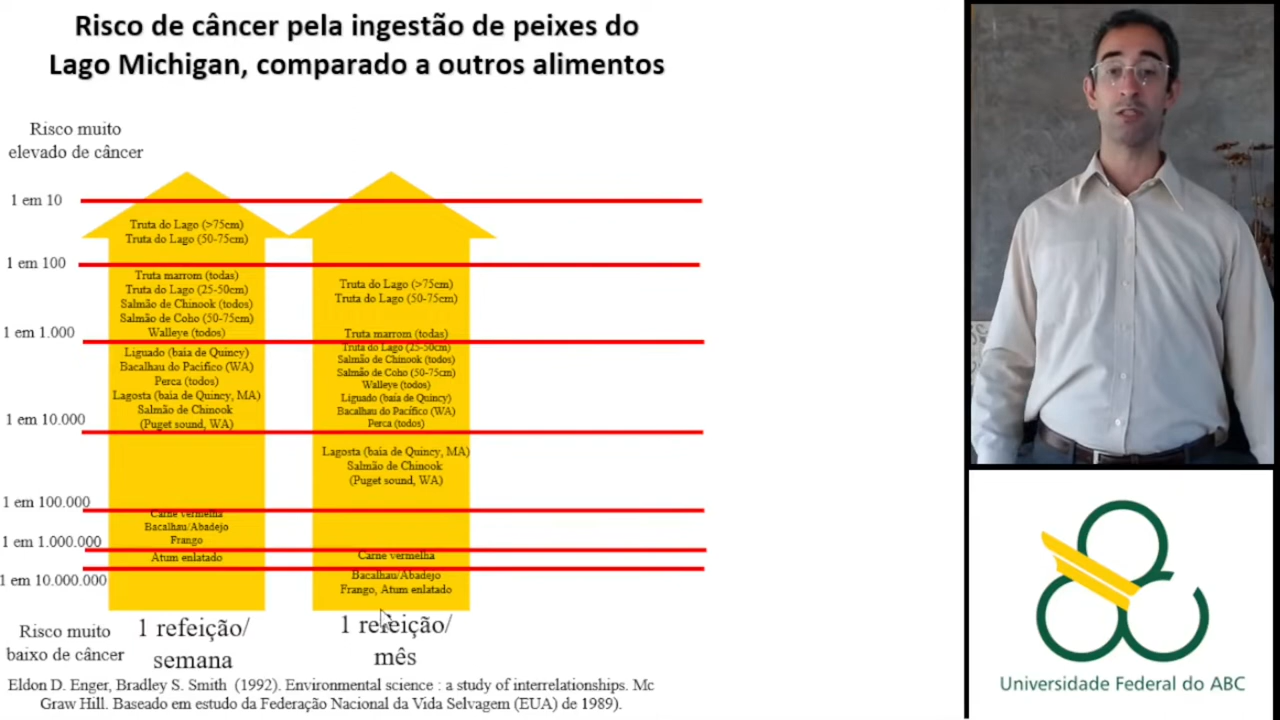 Risco de câncer pela ingestão de peixes do
Lago Michigan, comparado a outros alimentos
Risco muito
elevado de câncer
1 em 10
1 em 100
1 em 1.000
1 em 10.000
1 em 100.000
1 em 1.000.000
1 em 10.000.000
Risco muito
baixo de câncer
Truta do Lago (>75cm)
Truta do Lago (50-75cm)
Truta marrom (todas)
Truta do Lago (25-50cm)
Salmão de Chinook (todos)
Salmão de Coho (50-75cm)
Walleye (todos)
Liguado (baia de Quincy)
Bacalhau do Pacífico (WA)
Perca (todos)
Lagosta (baia de Quincy, MA)
Salmão de Chinook
(Puget sound, WA)
Carne vermelha
Bacalhau/Abadejo
Frango
Atum enlatado
1 refeição/
semana
Truta do Lago (>75cm)
Truta do Lago (50-75cm)
Truta marrom (todas)
Truta do Lago (25-50cm)
Salmão de Chinook (todos)
Salmão de Coho (50-75cm)
Walleye (todos)
Liguado (baia de Quincy)
Bacalhau do Pacífico (WA)
Perca (todos)
Lagosta (baia de Quincy, MA)
Salmão de Chinook
(Puget sound, WA)
Carne vermelha
Bacalhau/Abadejo
Frango, Atum enlatado
1 refeição/
mês
Eldon D. Enger, Bradley S. Smith (1992). Environmental science : a study of interrelationships. Mc
Graw Hill. Baseado em estudo da Federação Nacional da Vida Selvagem (EUA) de 1989).
Universidade Federal do ABC